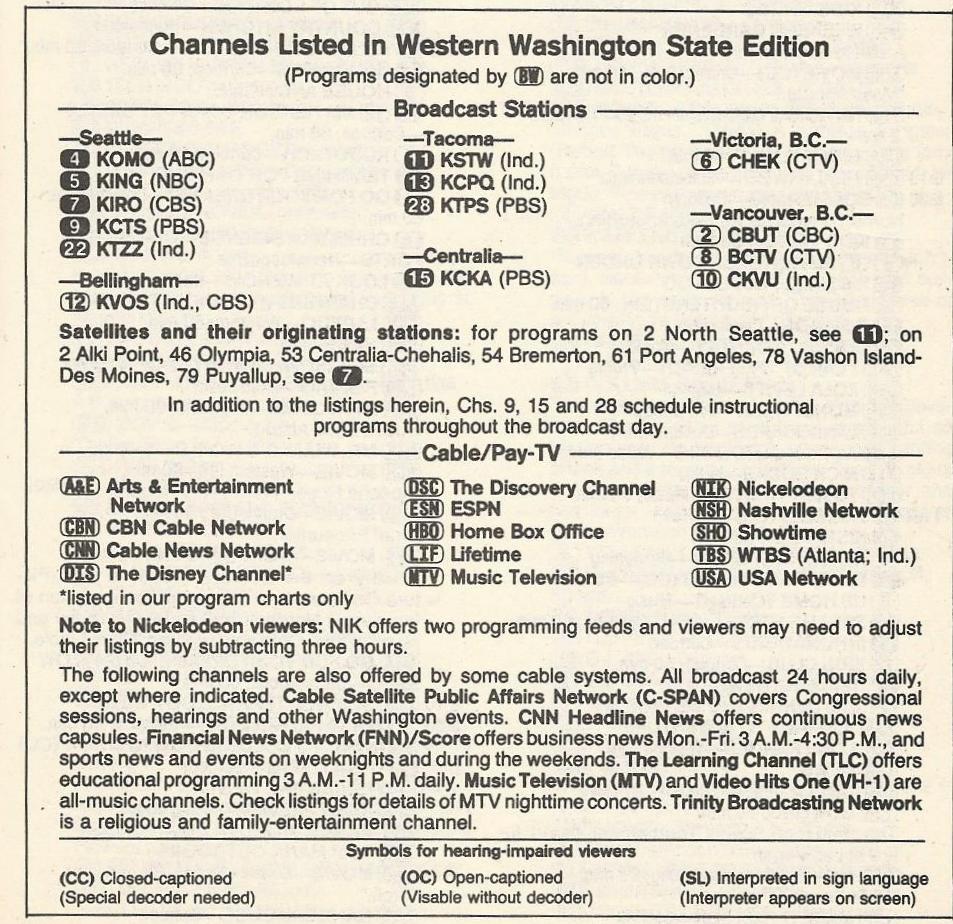 Channels Listed In Western Washington State Edition
(Programs designated by BW are not in color.)
Broadcast Stations
—Seattle—
4 KOMO (ABC)
5 KING (NBC)
7 KIRO (CBS)
9 KCTS (PBS)
22 KTZZ (Ind.)
—Bellingham—
12 KVOS (Ind., CBS)
—Tacoma—
11 KSTW (Ind.)
13 KCPQ (Ind.)
28 KTPS (PBS)
—Centralia—
15 KCKA (PBS)
—Victoria, B.C.—
6 CHEK (CTV)
—Vancouver, B.C.—
2 CBUT (CBC)
8 BCTV (CTV)
10 CKVU (Ind.)
Satellites and their originating stations: for programs on 2 North Seattle, see 11; on
2 Alki Point, 46 Olympia, 53 Centralia-Chehalis, 54 Bremerton, 61 Port Angeles, 78 Vashon Island-
Des Moines, 79 Puyallup, see 7.
In addition to the listings herein, Chs. 9, 15 and 28 schedule instructional
programs throughout the broadcast day.
Cable/Pay-TV
A&E Arts & Entertainment
Network
CBN CBN Cable Network
CNN Cable News Network
DIS The Disney Channel*
*listed in our program charts only
DSC The Discovery Channel
ESN ESPN
HBO Home Box Office
LIF Lifetime
MTV Music Television
NIK Nickelodeon
NSH Nashville Network
SHO Showtime
TBS WTBS (Atlanta; Ind.)
USA USA Network
Note to Nickelodeon viewers: NIK offers two programming feeds and viewers may need to adjust
their listings by subtracting three hours.
The following channels are also offered by some cable systems. All broadcast 24 hours daily,
except where indicated. Cable Satellite Public Affairs Network (C-SPAN) covers Congressional
sessions, hearings and other Washington events. CNN Headline News offers continuous news
capsules. Financial News Network (FNN)/Score offers business news Mon.-Fri. 3 A.M.-4:30 P.M., and
sports news and events on weeknights and during the weekends. The Learning Channel (TLC) offers
educational programming 3 A.M.-11 P.M. daily. Music Television (MTV) and Video Hits One (VH-1) are
all-music channels. Check listings for details of MTV nighttime concerts. Trinity Broadcasting Network
is a religious and family-entertainment channel.
Symbols for hearing-impaired viewers
(CC) Closed-captioned
(Special decoder needed)
(OC) Open-captioned
(Visable without decoder)
(SL) Interpreted in sign language
(Interpreter appears on screen)